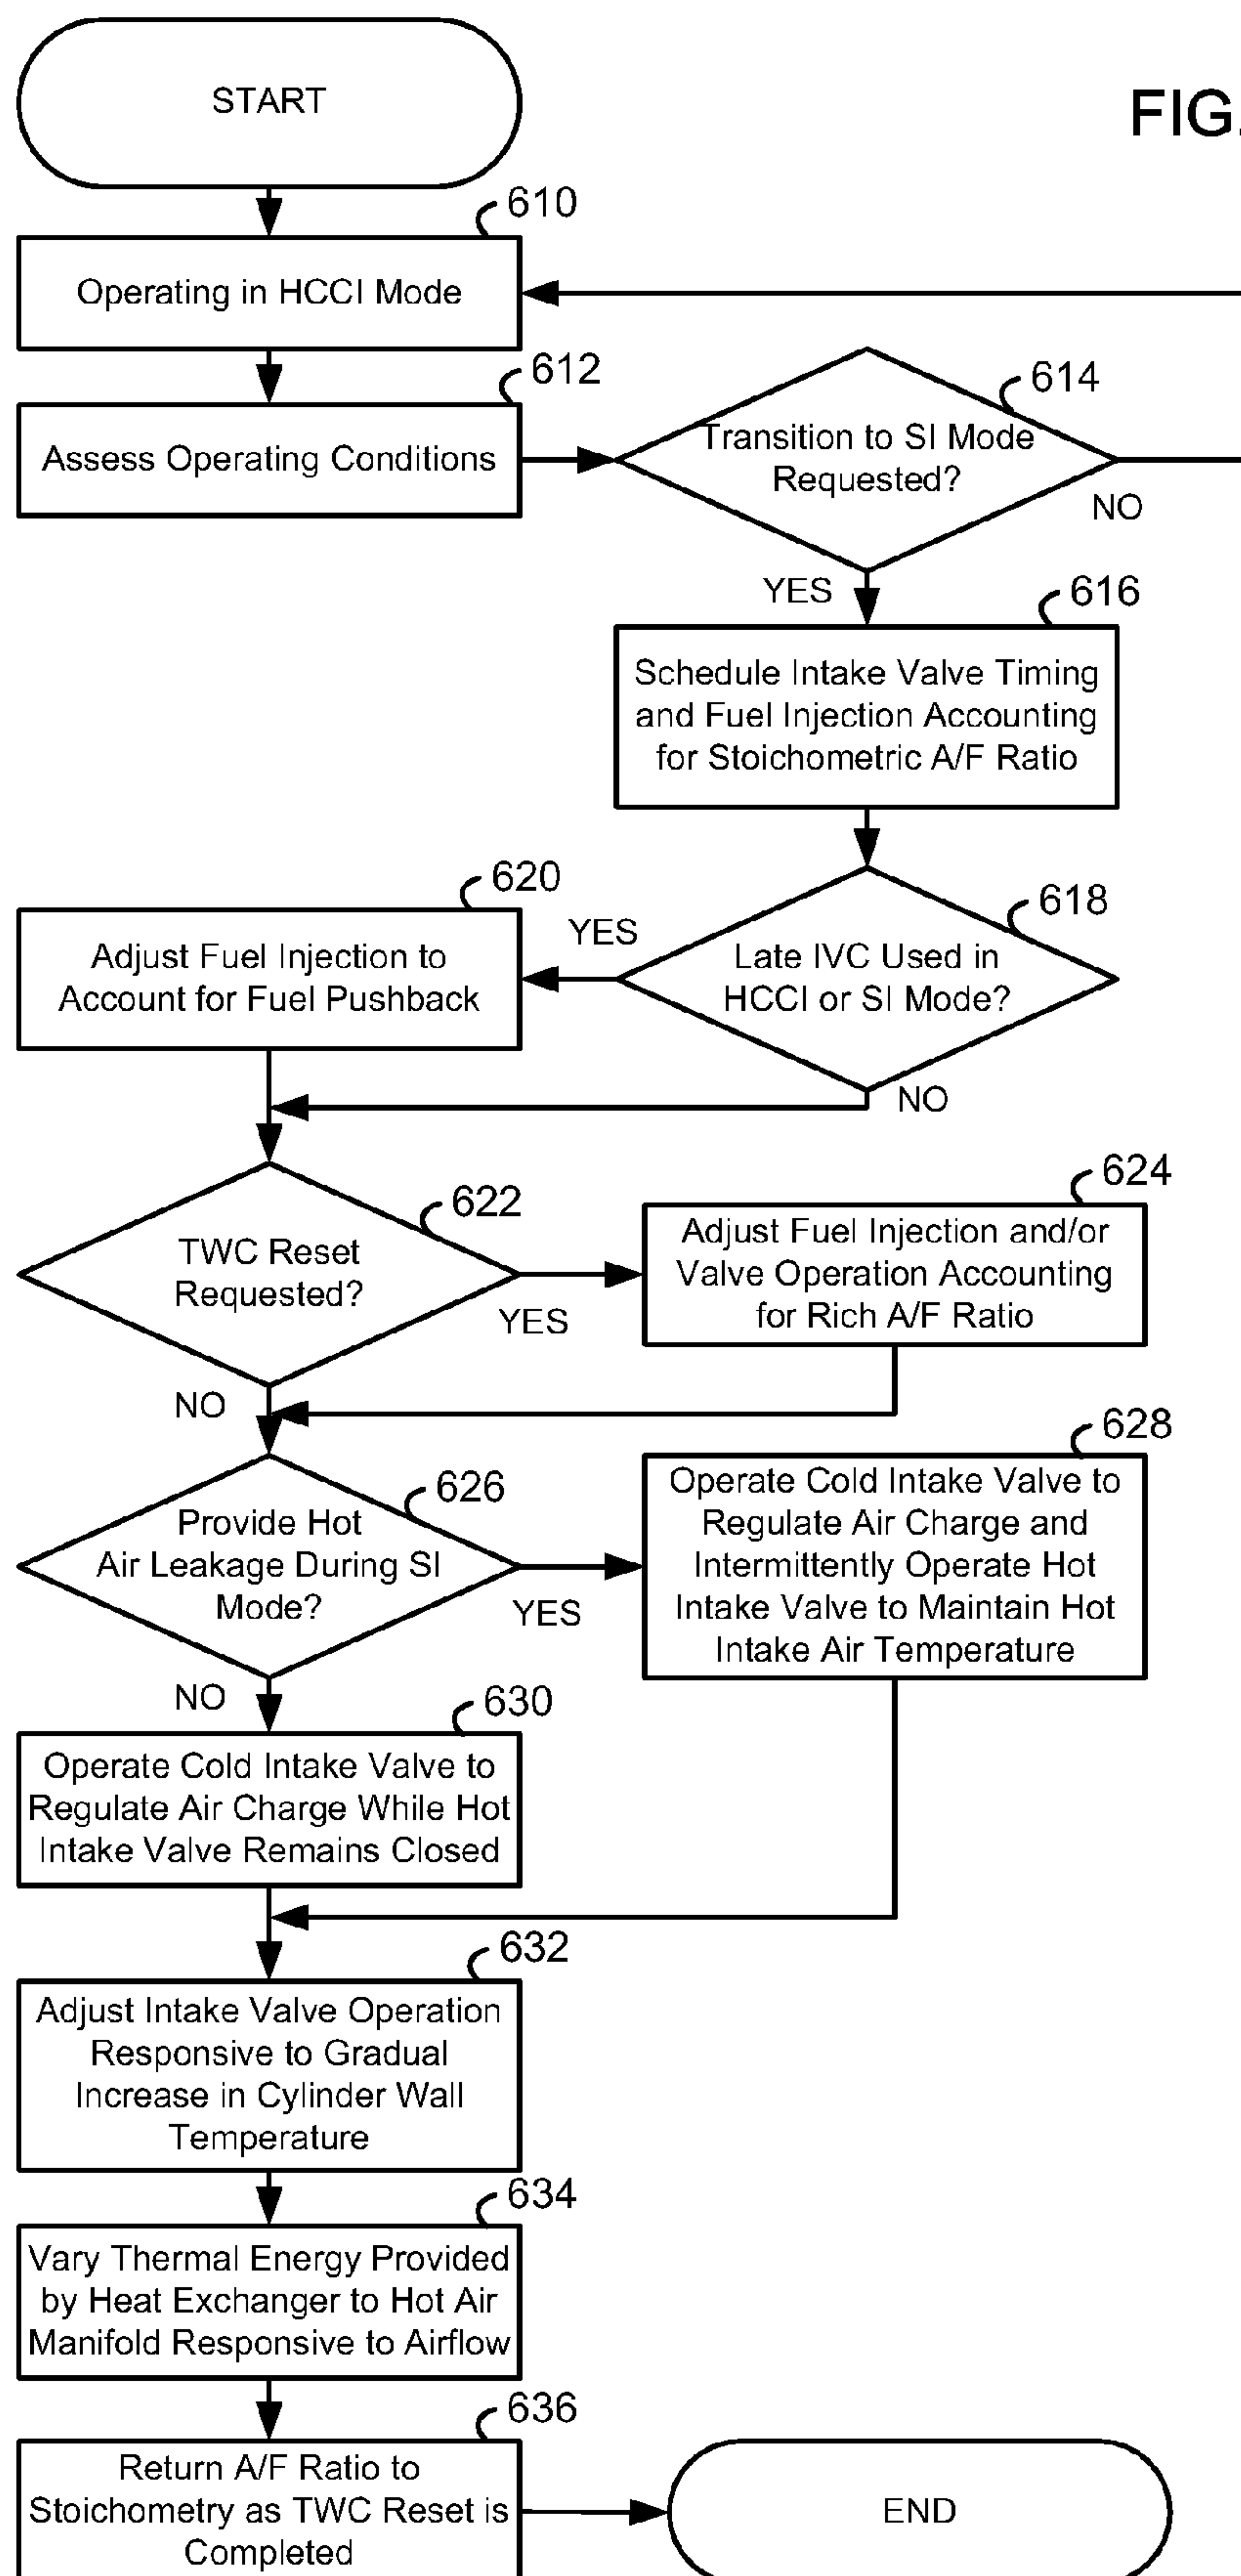 START
FIG.
610
Operating in HCCI Mode
612
Assess Operating Conditions
614
Transition to SI Mode
Requested?
NO
YES
616
Schedule Intake Valve Timing
and Fuel Injection Accounting
for Stoichometric A/F Ratio
618
Late IVC Used in
HCCI or SI Mode?
YES
NO
620
Adjust Fuel Injection to
Account for Fuel Pushback
622
TWC Reset
Requested?
YES
NO
624
Adjust Fuel Injection and/or
Valve Operation Accounting
for Rich A/F Ratio
626
Provide Hot
Air Leakage During SI
Mode?
YES
NO
628
Operate Cold Intake Valve to
Regulate Air Charge and
Intermittently Operate Hot
Intake Valve to Maintain Hot
Intake Air Temperature
630
Operate Cold Intake Valve to
Regulate Air Charge While Hot
Intake Valve Remains Closed
632
Adjust Intake Valve Operation
Responsive to Gradual
Increase in Cylinder Wall
Temperature
634
Vary Thermal Energy Provided
by Heat Exchanger to Hot Air
Manifold Responsive to Airflow
636
Return A/F Ratio to
Stoichometry as TWC Reset is
Completed
END